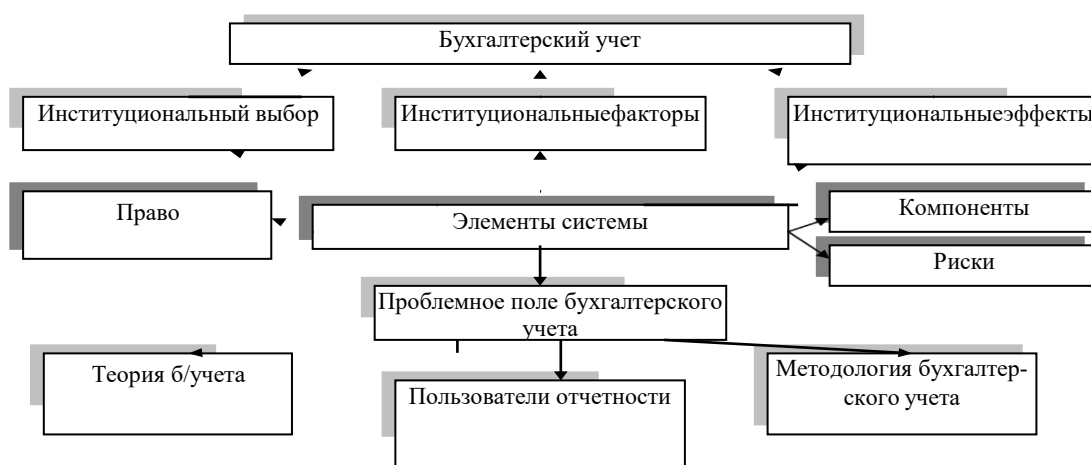 Бухгалтерский учет
Институциональный выбор
Институциональныефакторы
Институциональныеэффекты
Право
Элементы системы
Компоненты
Риски
Проблемное поле бухгалтерского
учета
Теория б/учета
Пользователи отчетности
Методология бухгалтер-
ского учета